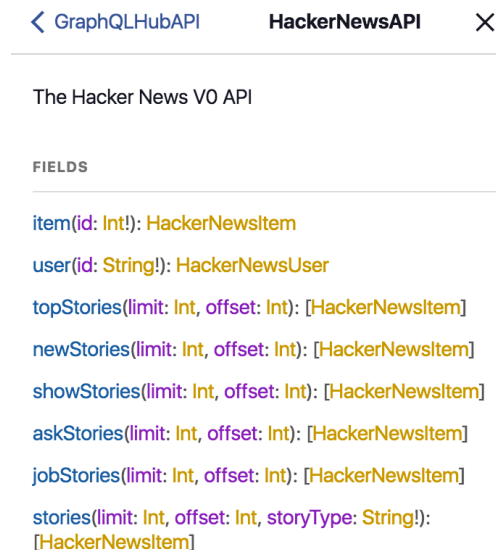 GraphQLHubAPI HackerNewsAPI
The Hacker News V0 API
FIELDS
item(id: Int!): HackerNewsItem
user(id: String!): HackerNewsUser
topStories(limit: Int, offset: Int): [HackerNewsItem]
newStories(limit: Int, offset: Int): [HackerNewsItem]
showStories(limit: Int, offset: Int): [HackerNewsItem]
askStories(limit: Int, offset: Int): [HackerNewsItem]
jobStories(limit: Int, offset: Int): [HackerNewsItem]
stories(limit: Int, offset: Int, storyType: String!):
[HackerNewsItem]